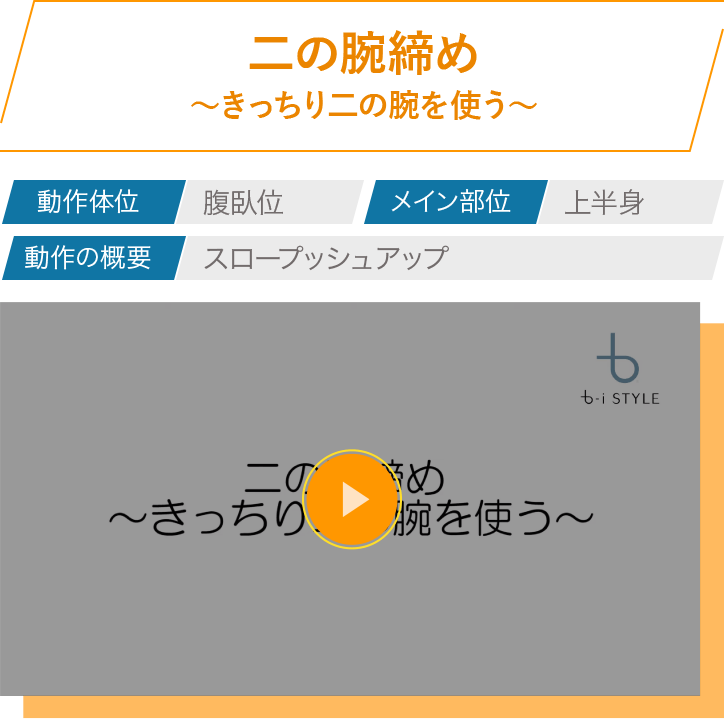 二の腕締め
〜きっちり二の腕を使う〜
動作体位 腹臥位 メイン部位 上半身
動作の概要 スロープッシュアップ
b-i STYLE
二の 締め
〜きっちり 腕を使う〜